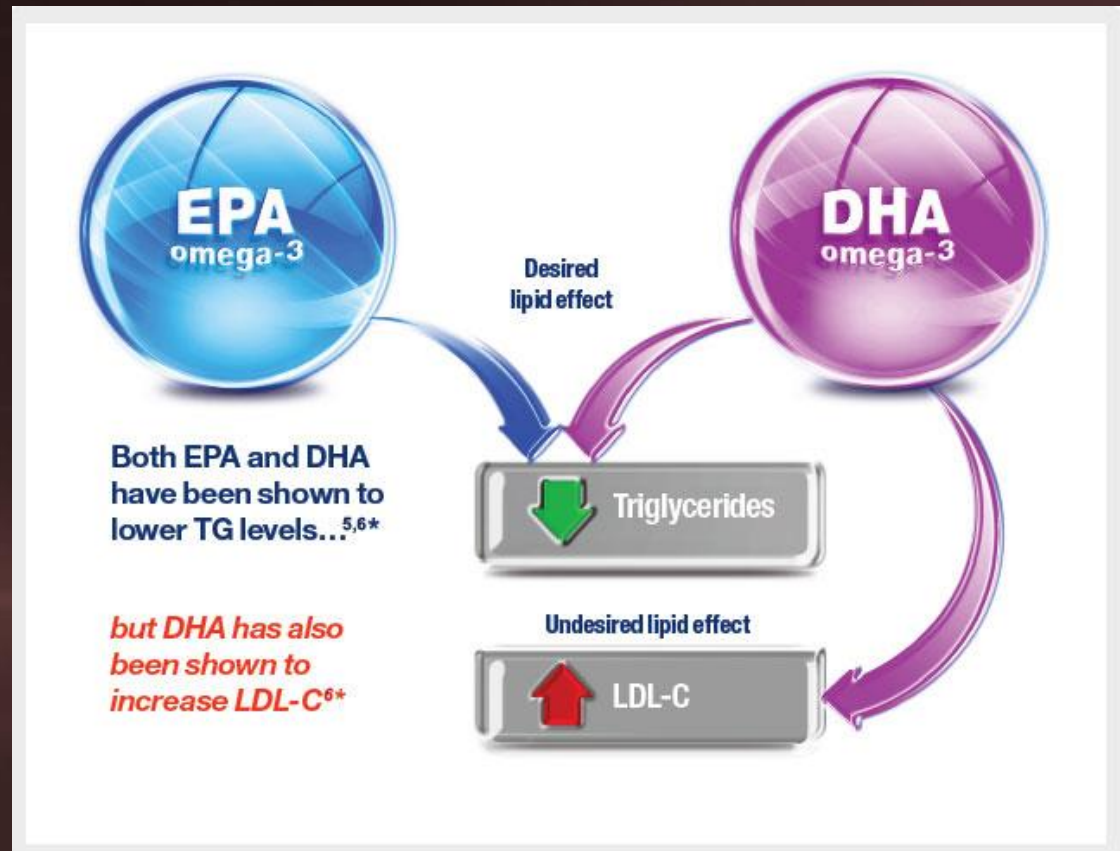 EPA
omega-3
DHA
omega-3
Desired
lipid effect
Both EPA and DHA
have been shown to
lower TG levels...5,6*
Triglycerides
but DHA has also
been shown to
increase LDL-C6*
Undesired lipid effect
LDL-C